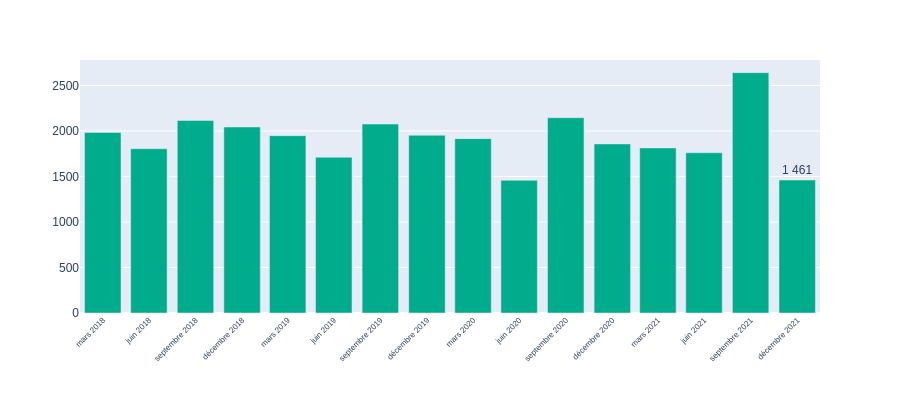 2500
2000
1500
1000
500
0
1 461
mars 2018
juin 2018
septembre 2018
décembre 2018
mars 2019
juin 2019
septembre 2019
décembre 2019
mars 2020
juin 2020
septembre 2020
décembre 2020
mars 2021
juin 2021
septembre 2021
décembre 2021